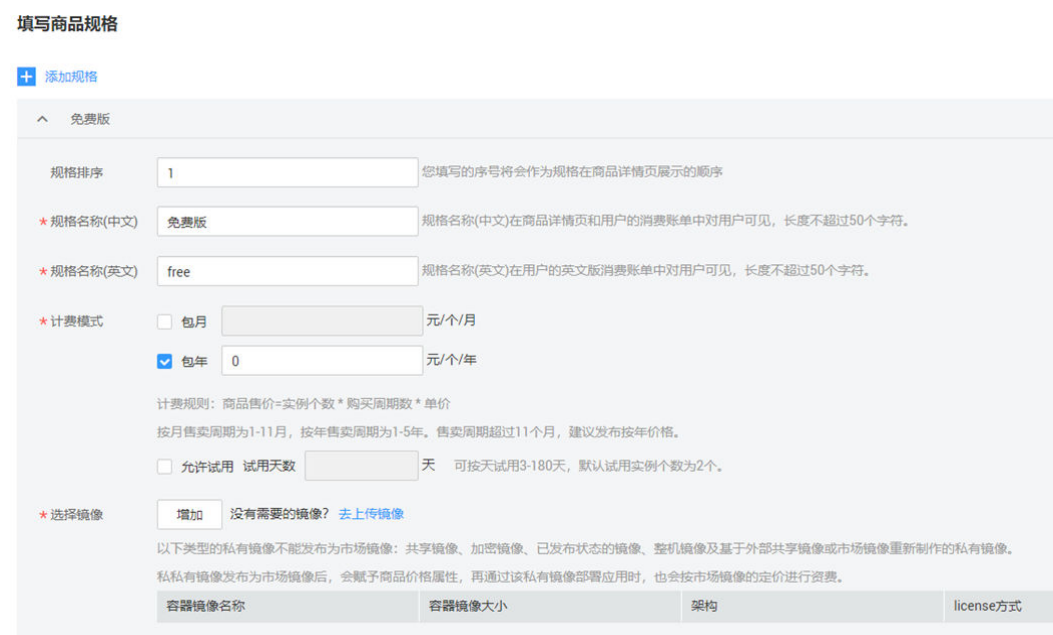 填写商品规格
添加规格
免费版
规格排序 1 您填写的序号将会作为规格在商品详情页展示的顺序
* 规格名称(中文) 免费版 规格名称(中文)在商品详情页和用户的消费账单中对用户可见，长度不超过50个字符。
* 规格名称(英文) free 规格名称(英文)在用户的英文版消费账单中对用户可见，长度不超过50个字符。
* 计费模式 包月 元/个/月
包年 0 元/个/年
计费规则：商品售价=实例个数 * 购买周期数 * 单价
按月售卖周期为1-11月，按年售卖周期为1-5年。售卖周期超过11个月，建议发布按年价格。
允许试用 试用天数 天 可按天试用3-180天，默认试用实例个数为2个。
* 选择镜像 增加 没有需要的镜像？ 去上传镜像
以下类型的私有镜像不能发布为市场镜像：共享镜像、加密镜像、已发布状态的镜像、整机镜像及基于外部共享镜像或市场镜像重新制作的私有镜像。
私私有镜像发布为市场镜像后，会赋予商品价格属性，再通过该私有镜像部署应用时，也会按市场镜像的定价进行资费。
容器镜像名称 容器镜像大小 架构 license方式